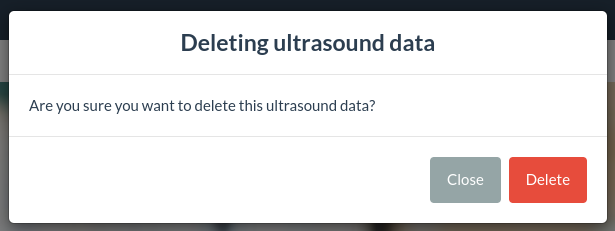 Deleting ultrasound data
Are you sure you want to delete this ultrasound data?
Close
Delete